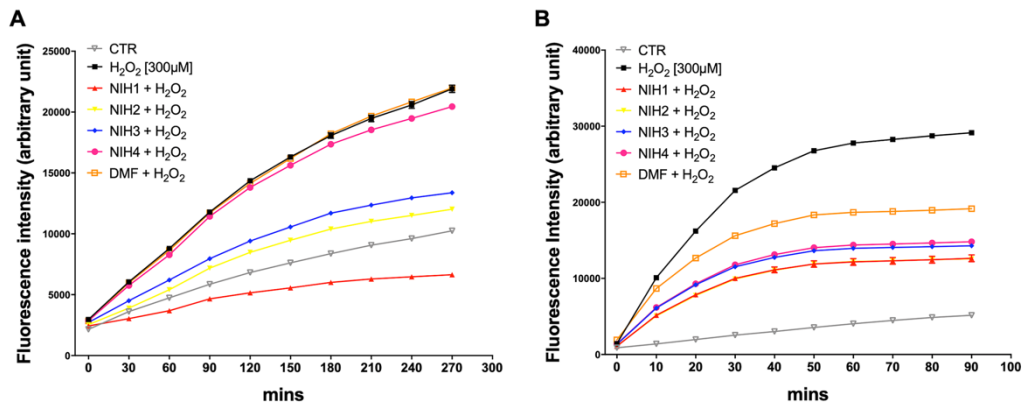 A
Fluorescence intensity (arbitrary unit)
25000
20000
15000
10000
5000
0
CTR
H₂O₂ [300µM]
NIH1 + H₂O₂
NIH2 + H₂O₂
NIH3 + H₂O₂
NIH4 + H₂O₂
DMF + H₂O₂
0 30 60 90 120 150 180 210 240 270 300
mins
B
Fluorescence Intensity (arbitrary unit)
40000
30000
20000
10000
0
CTR
H₂O₂ [300µM]
NIH1 + H₂O₂
NIH2 + H₂O₂
NIH3 + H₂O₂
NIH4 + H₂O₂
DMF + H₂O₂
0 10 20 30 40 50 60 70 80 90 100
mins